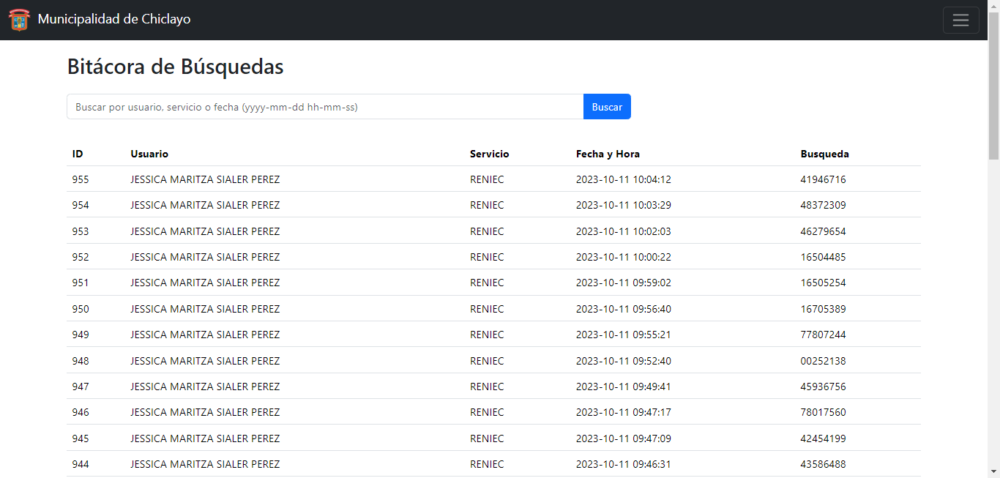 Municipalidad de Chiclayo
Bitácora de Búsquedas
Buscar por usuario, servicio o fecha (yyyy-mm-dd hh-mm-ss) Buscar
ID Usuario Servicio Fecha y Hora Busqueda
955 JESSICA MARITZA SIALER PEREZ RENIEC 2023-10-11 10:04:12 41946716
954 JESSICA MARITZA SIALER PEREZ RENIEC 2023-10-11 10:03:29 48372309
953 JESSICA MARITZA SIALER PEREZ RENIEC 2023-10-11 10:02:03 46279654
952 JESSICA MARITZA SIALER PEREZ RENIEC 2023-10-11 10:00:22 16504485
951 JESSICA MARITZA SIALER PEREZ RENIEC 2023-10-11 09:59:02 16505254
950 JESSICA MARITZA SIALER PEREZ RENIEC 2023-10-11 09:56:40 16705389
949 JESSICA MARITZA SIALER PEREZ RENIEC 2023-10-11 09:55:21 77807244
948 JESSICA MARITZA SIALER PEREZ RENIEC 2023-10-11 09:52:40 00252138
947 JESSICA MARITZA SIALER PEREZ RENIEC 2023-10-11 09:49:41 45936756
946 JESSICA MARITZA SIALER PEREZ RENIEC 2023-10-11 09:47:17 78017560
945 JESSICA MARITZA SIALER PEREZ RENIEC 2023-10-11 09:47:09 42454199
944 JESSICA MARITZA SIALER PEREZ RENIEC 2023-10-11 09:46:31 43586488